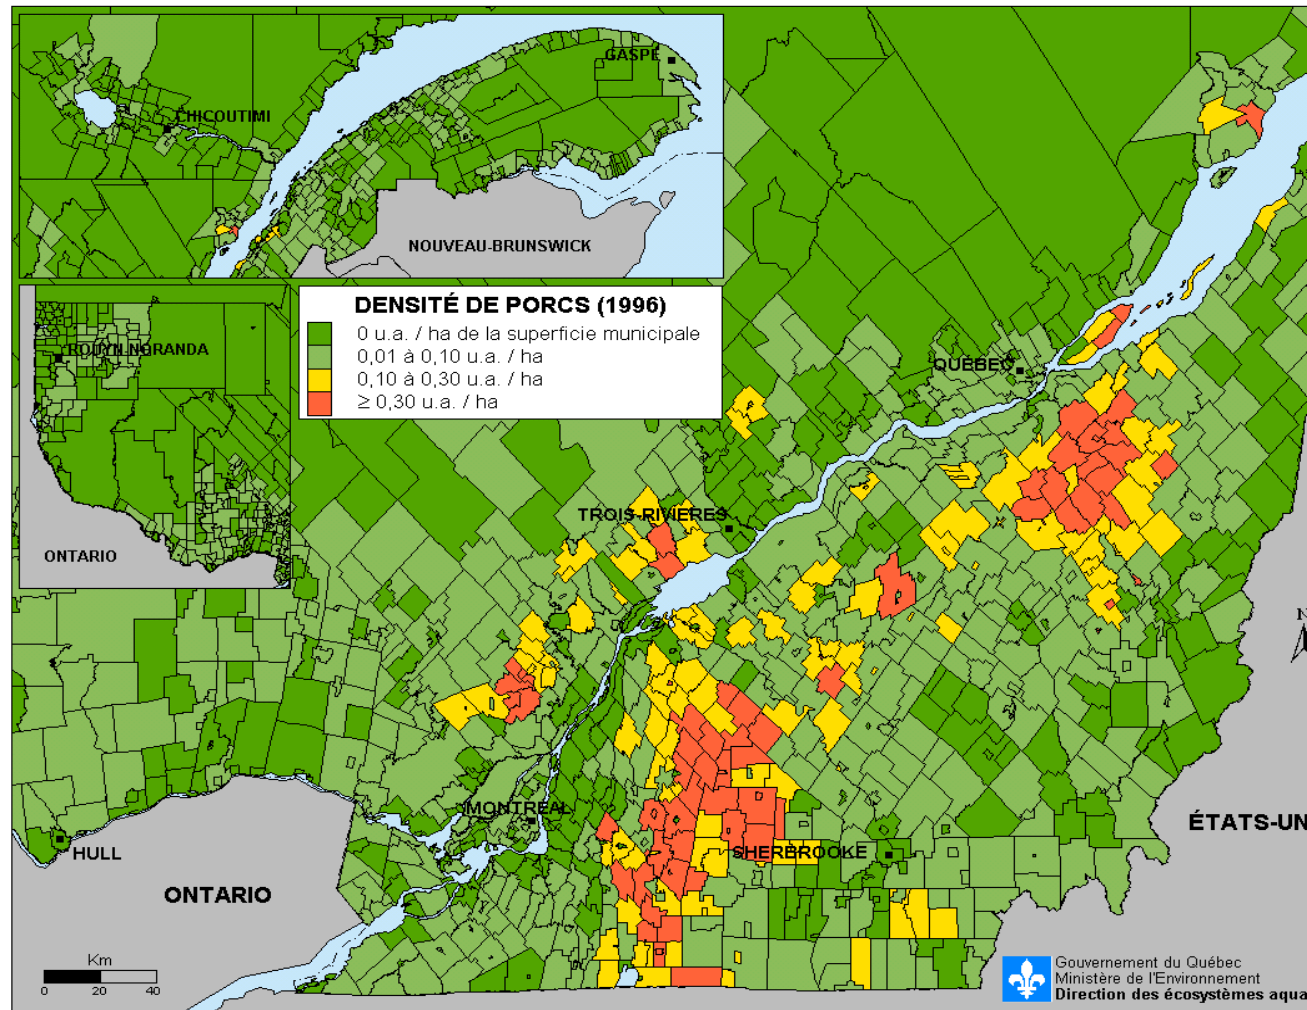 GASPÉ
CHICOUTIMI
NOUVEAU-BRUNSWICK
ROUYN-NORANDA
ONTARIO
DENSITÉ DE PORCS (1996)
0 u.a. / ha de la superficie municipale
0,01 à 0,10 u.a. / ha
0,10 à 0,30 u.a. / ha
≥ 0,30 u.a. / ha
QUÉBEC
TROIS-RIVIÈRES
MONTRÉAL
SHERBROOKE
HULL
ONTARIO
ÉTATS-UN
N
Km
0 20 40
Gouvernement du Québec
Ministère de l'Environnement
Direction des écosystèmes aqua